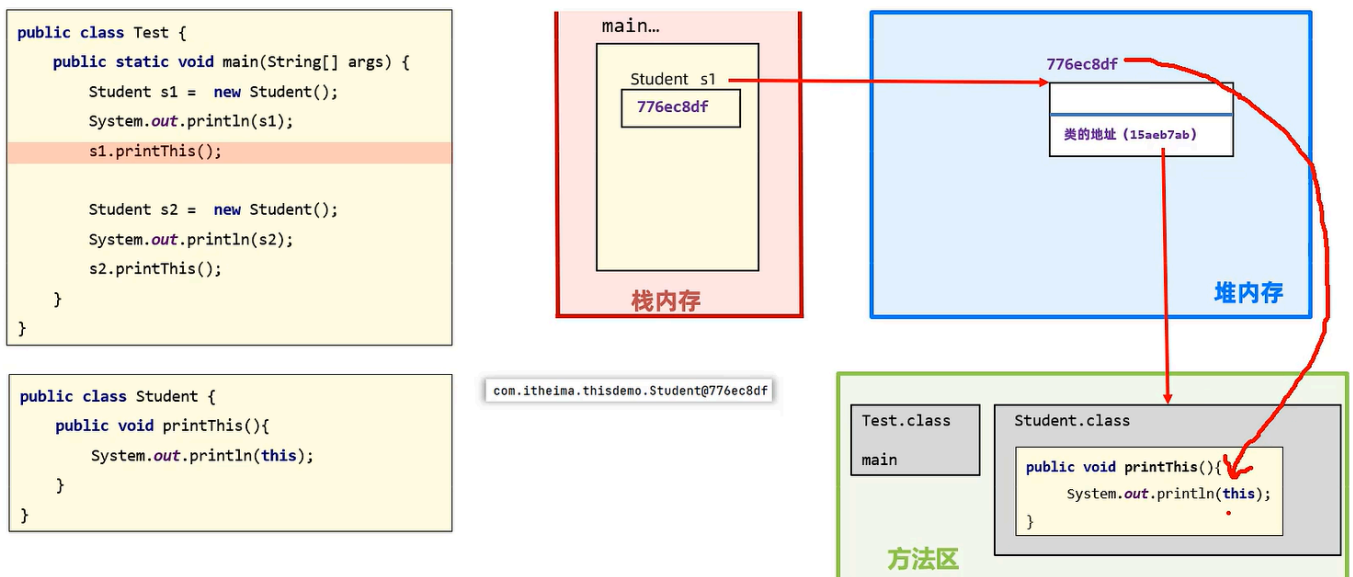 public class Test {
public static void main(String[] args) {
Student s1 = new Student();
System.out.println(s1);
s1.printThis();
Student s2 = new Student();
System.out.println(s2);
s2.printThis();
}
}
public class Student {
public void printThis(){
System.out.println(this);
}
}
main…
Student s1
776ec8df
栈内存
com.itheima.thisdemo.Student@776ec8df
776ec8df
类的地址（15aeb7ab）
堆内存
Test.class
main
Student.class
public void printThis(){
System.out.println(this);
}
方法区